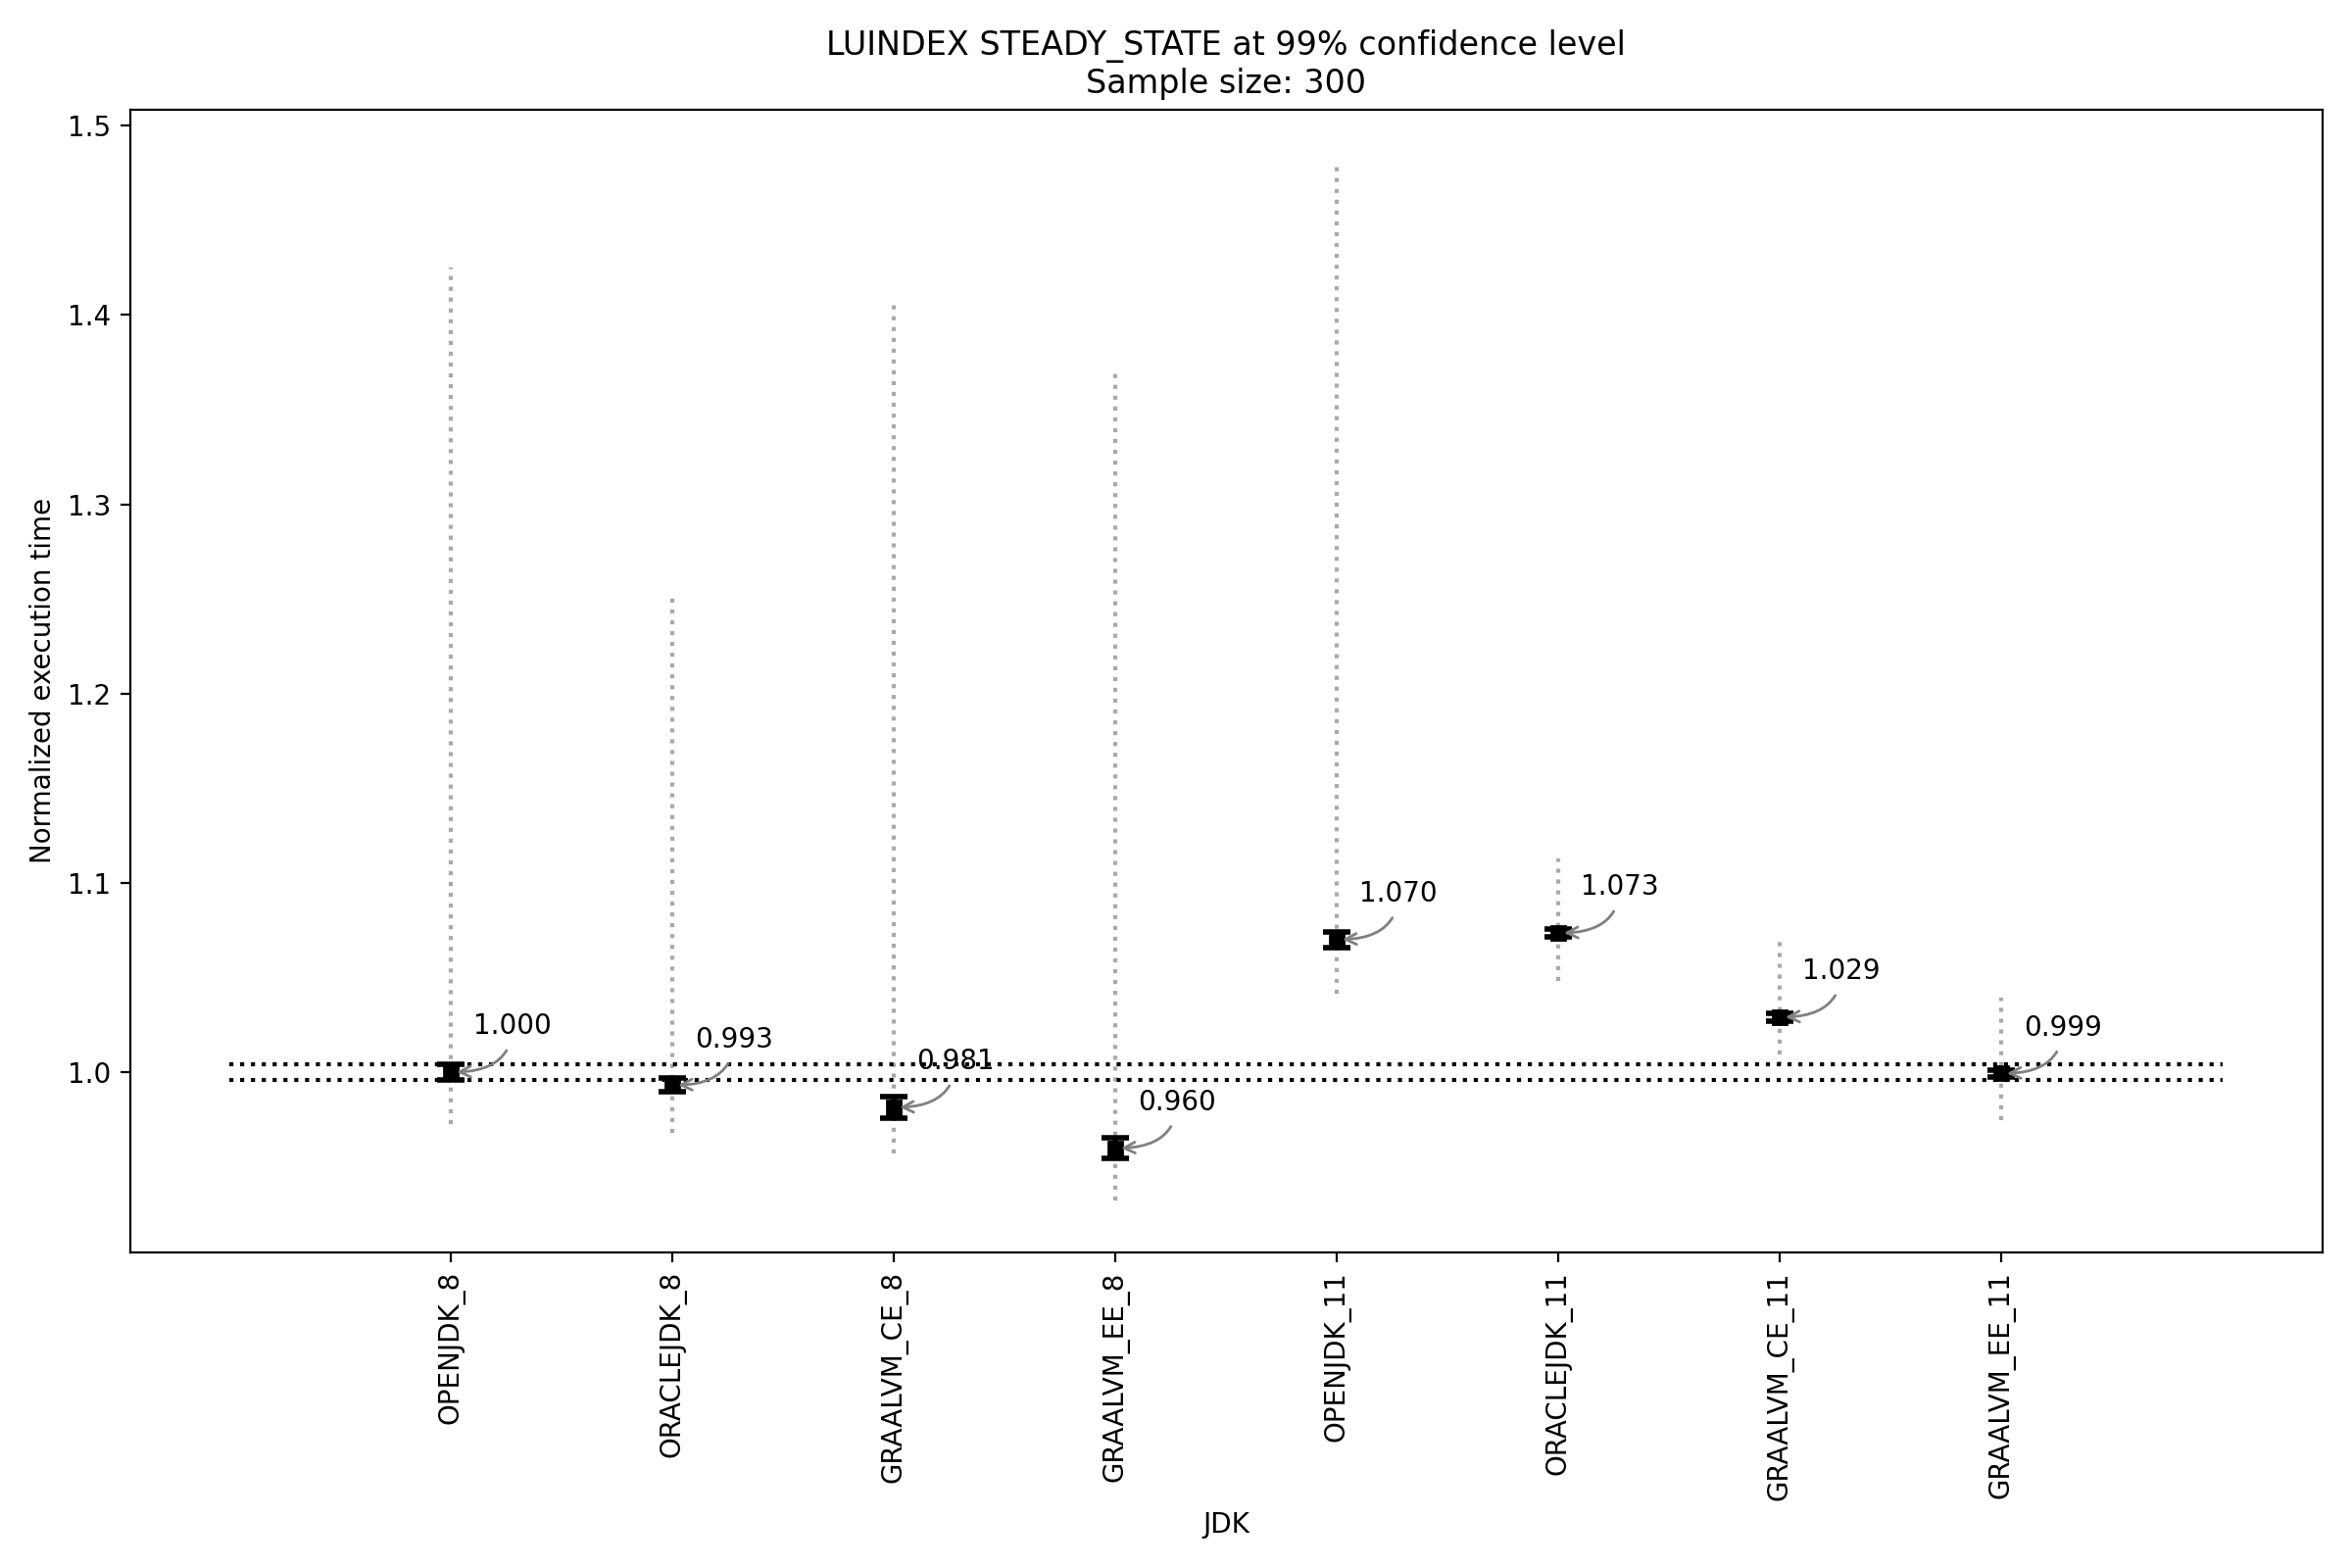 LUINDEX STEADY_STATE at 99% confidence level
Sample size: 300
Normalized execution time
1.5
1.4
1.3
1.2
1.1
1.0
1.000
0.993
0.981
0.960
1.070
1.073
1.029
0.999
OPENJDK_8
ORACLEJDK_8
GRAALVM_CE_8
GRAALVM_EE_8
OPENJDK_11
ORACLEJDK_11
GRAALVM_CE_11
GRAALVM_EE_11
JDK